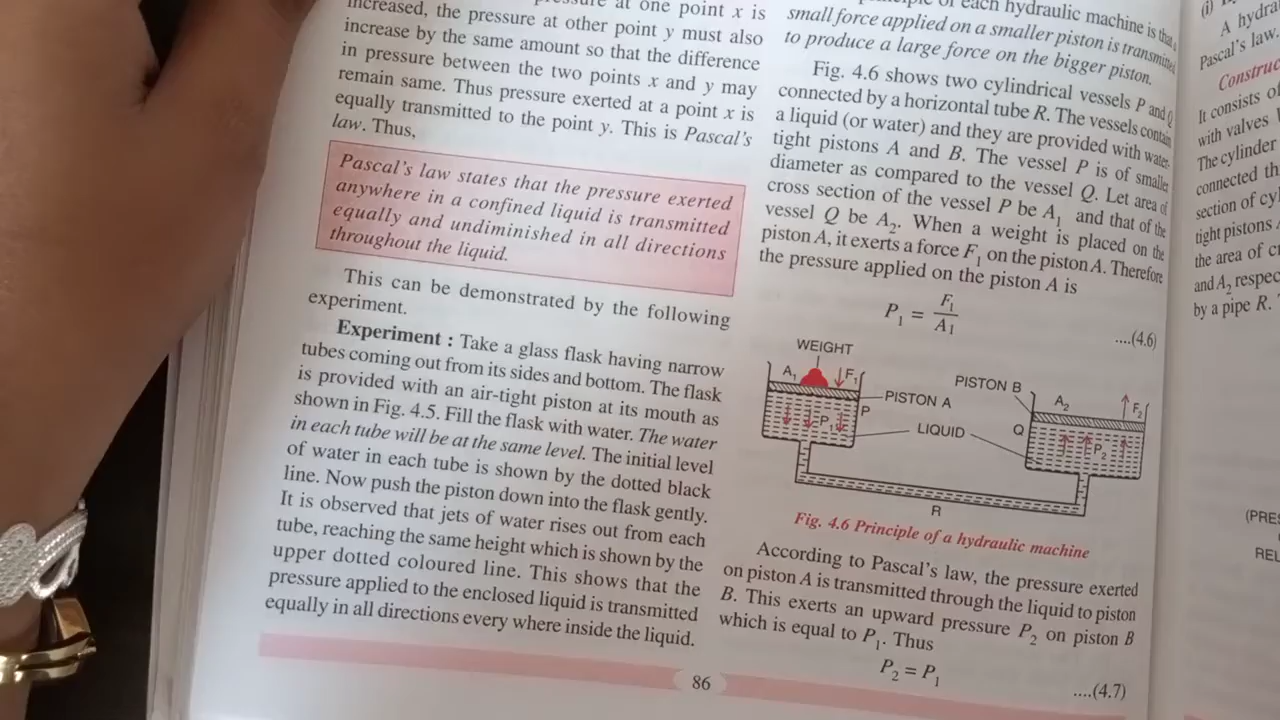 at one point x is
increased, the pressure at other point y must also
increase by the same amount so that the difference
in pressure between the two points x and y may
remain same. Thus pressure exerted at a point x is
equally transmitted to the point y. This is Pascal's
law. Thus,
Pascal's law states that the pressure exerted
anywhere in a confined liquid is transmitted
equally and undiminished in all directions
throughout the liquid.
This can be demonstrated by the following
experiment.
Experiment : Take a glass flask having narrow
tubes coming out from its sides and bottom. The flask
is provided with an air-tight piston at its mouth as
shown in Fig. 4.5. Fill the flask with water. The water
in each tube will be at the same level. The initial level
of water in each tube is shown by the dotted black
line. Now push the piston down into the flask gently.
It is observed that jets of water rises out from each
tube, reaching the same height which is shown by the
upper dotted coloured line. This shows that the
pressure applied to the enclosed liquid is transmitted
equally in all directions every where inside the liquid.
of each hydraulic machine is that a
small force applied on a smaller piston is transmitted
to produce a large force on the bigger piston.
Fig. 4.6 shows two cylindrical vessels P and Q
connected by a horizontal tube R. The vessels contain
a liquid (or water) and they are provided with water-
tight pistons A and B. The vessel P is of smaller
diameter as compared to the vessel Q. Let area of
cross section of the vessel P be A₁ and that of the
vessel Q be A₂. When a weight is placed on the
piston A, it exerts a force F₁ on the piston A. Therefore
the pressure applied on the piston A is
P₁ = F₁/A₁ ....(4.6)
WEIGHT
A₁
F₁
PISTON A
P
P₁
LIQUID
PISTON B
A₂
F₂
Q
P₂
R
Fig. 4.6 Principle of a hydraulic machine
According to Pascal's law, the pressure exerted
on piston A is transmitted through the liquid to piston
B. This exerts an upward pressure P₂ on piston B
which is equal to P₁. Thus
P₂ = P₁ ....(4.7)
86
(i)
A hydra
Pascal's law.
Construc
It consists of
with valves
The cylinder
connected th
section of cyl
tight pistons
the area of c
and A₂ respec
by a pipe R.
(PRES
REL